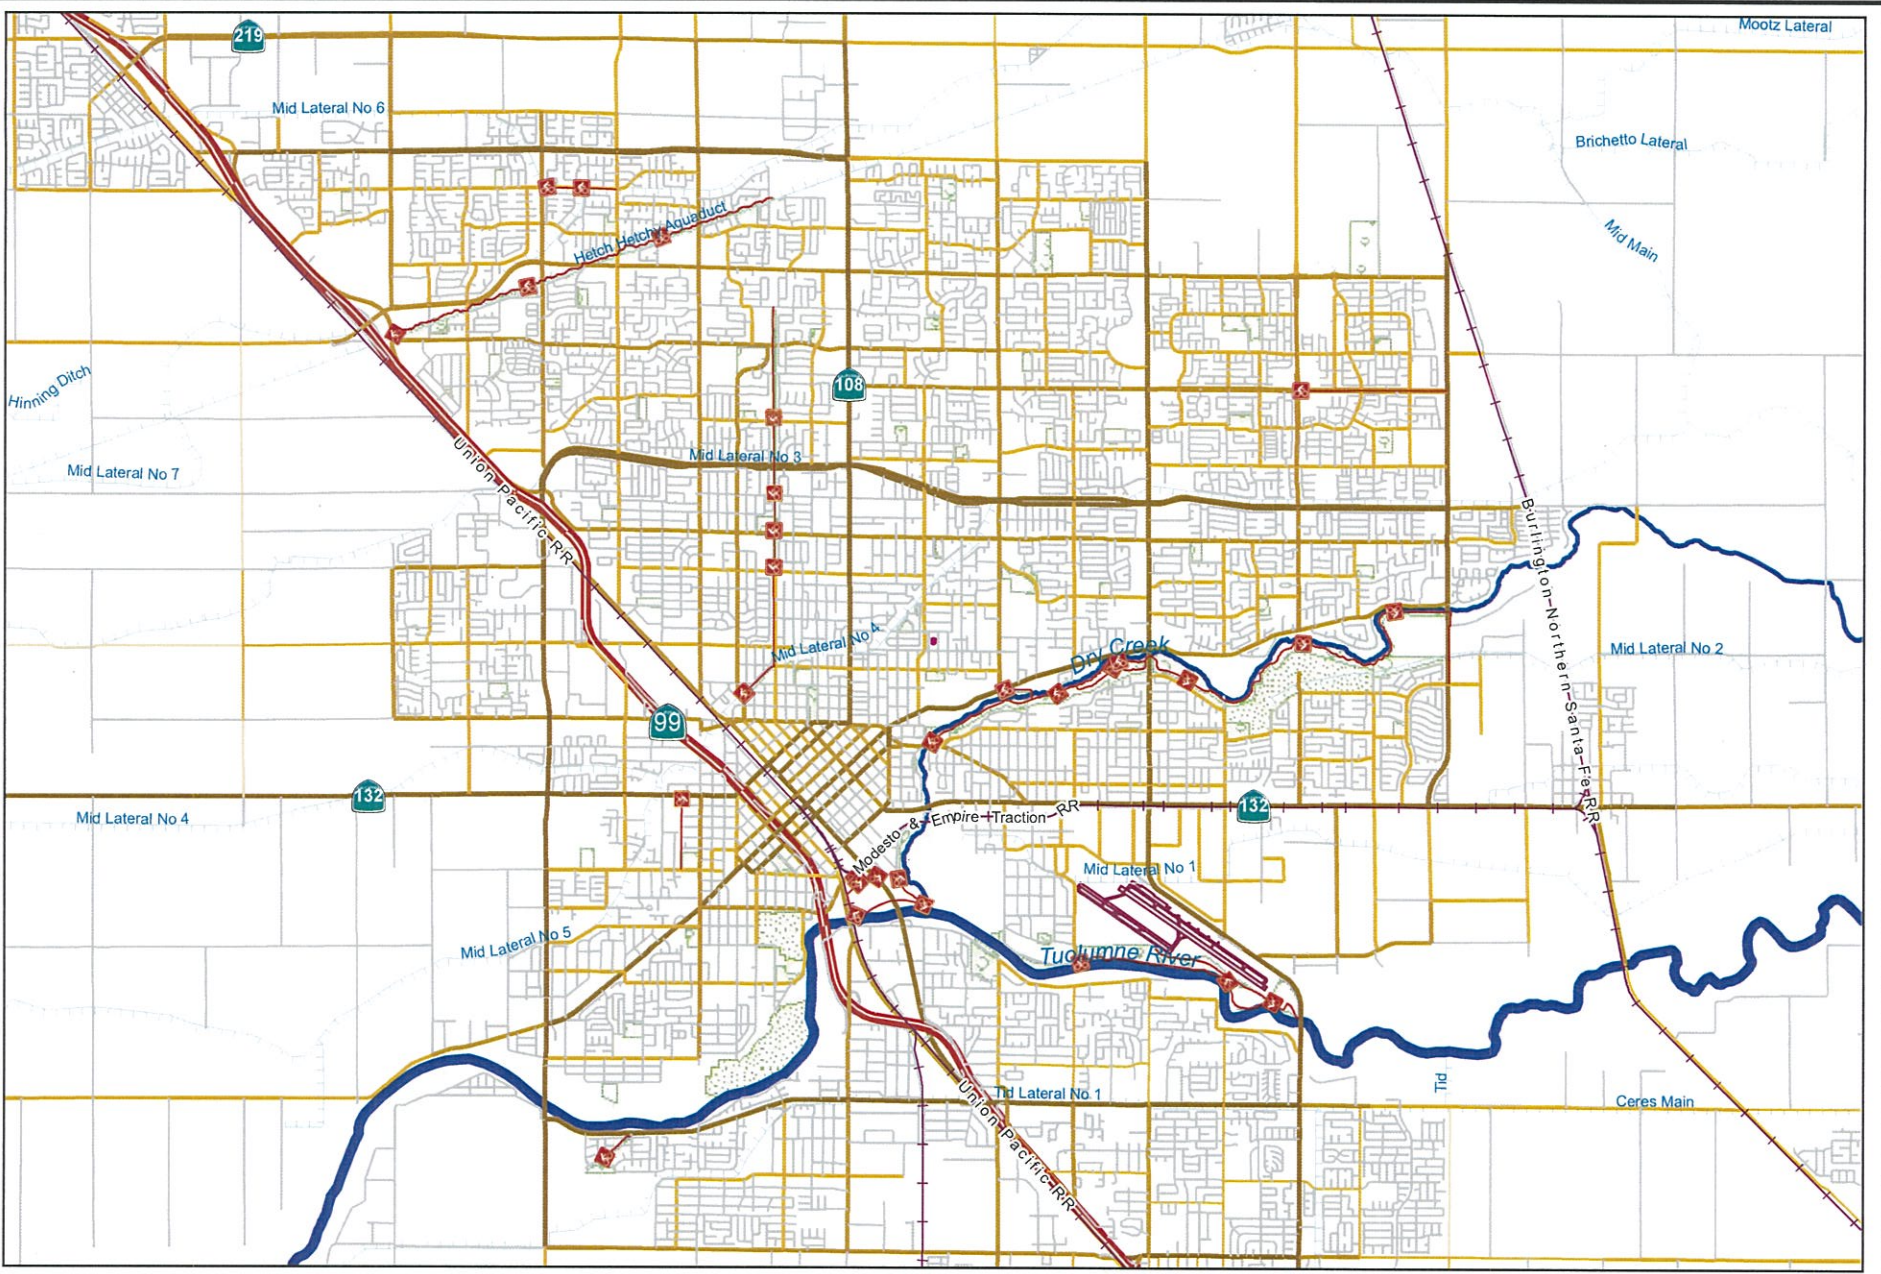 Mootz Lateral
219
Mid Lateral No 6
Brichetto Lateral
Hetch Hetchy Aquaduct
Mid Main
Hinning Ditch
108
Union Pacific RR
Mid Lateral No 3
Mid Lateral No 7
Burlington Northern Santa Fe RR
Mid Lateral No 4
Dry Creek
Mid Lateral No 2
99
132
132
Mid Lateral No 4
Modesto & Empire Traction RR
Mid Lateral No 1
Mid Lateral No 5
Tuolumne River
Tid
Tid Lateral No 1
Ceres Main
Union Pacific RR